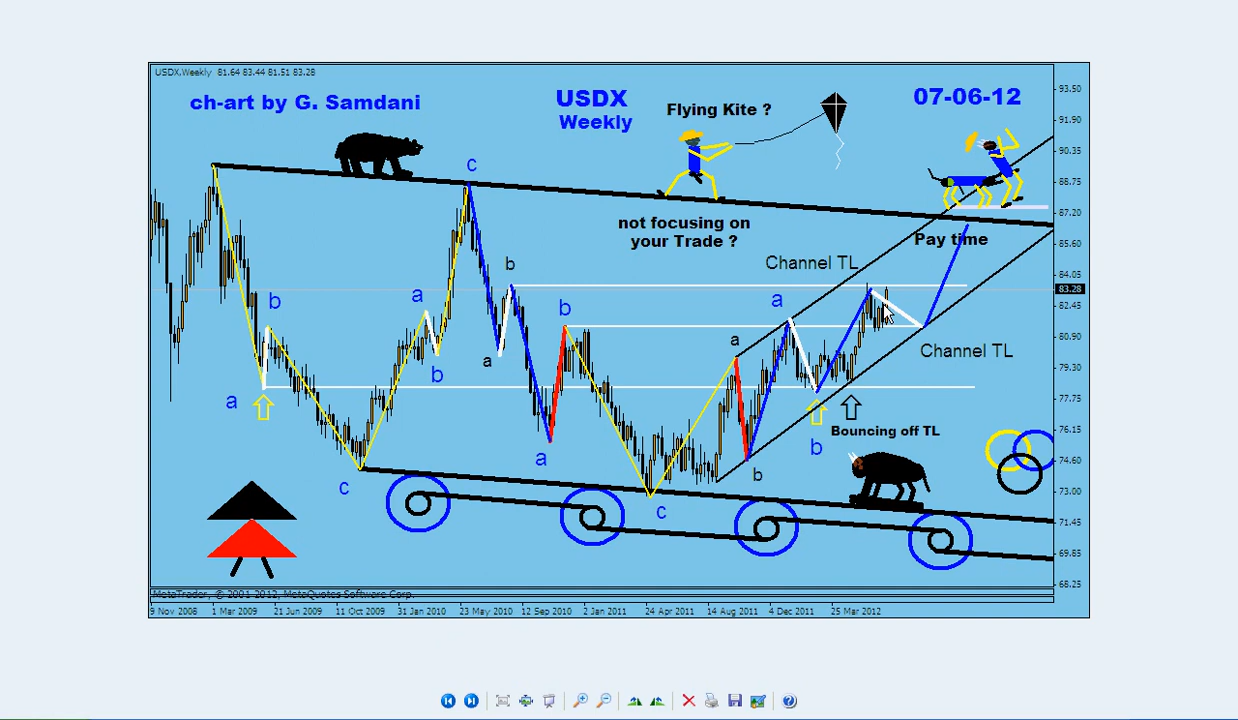 USDX,Weekly 81.64 83.44 81.51 83.28
ch-art by G. Samdani
USDX
Weekly
Flying Kite ?
07-06-12
not focusing on
your Trade ?
Pay time
Channel TL
Channel TL
Bouncing off TL
c
b
a
b
a
b
b
a
a
a
b
a
c
c
b
b
93.50
91.90
90.35
88.75
87.20
85.60
84.05
83.28
82.45
80.90
79.30
77.75
76.15
74.60
73.00
71.45
69.85
68.25
MetaTrader, © 2001-2012, MetaQuotes Software Corp.
9 Nov 2008 1 Mar 2009 21 Jun 2009 11 Oct 2009 31 Jan 2010 23 May 2010 12 Sep 2010 2 Jan 2011 24 Apr 2011 14 Aug 2011 4 Dec 2011 25 Mar 2012